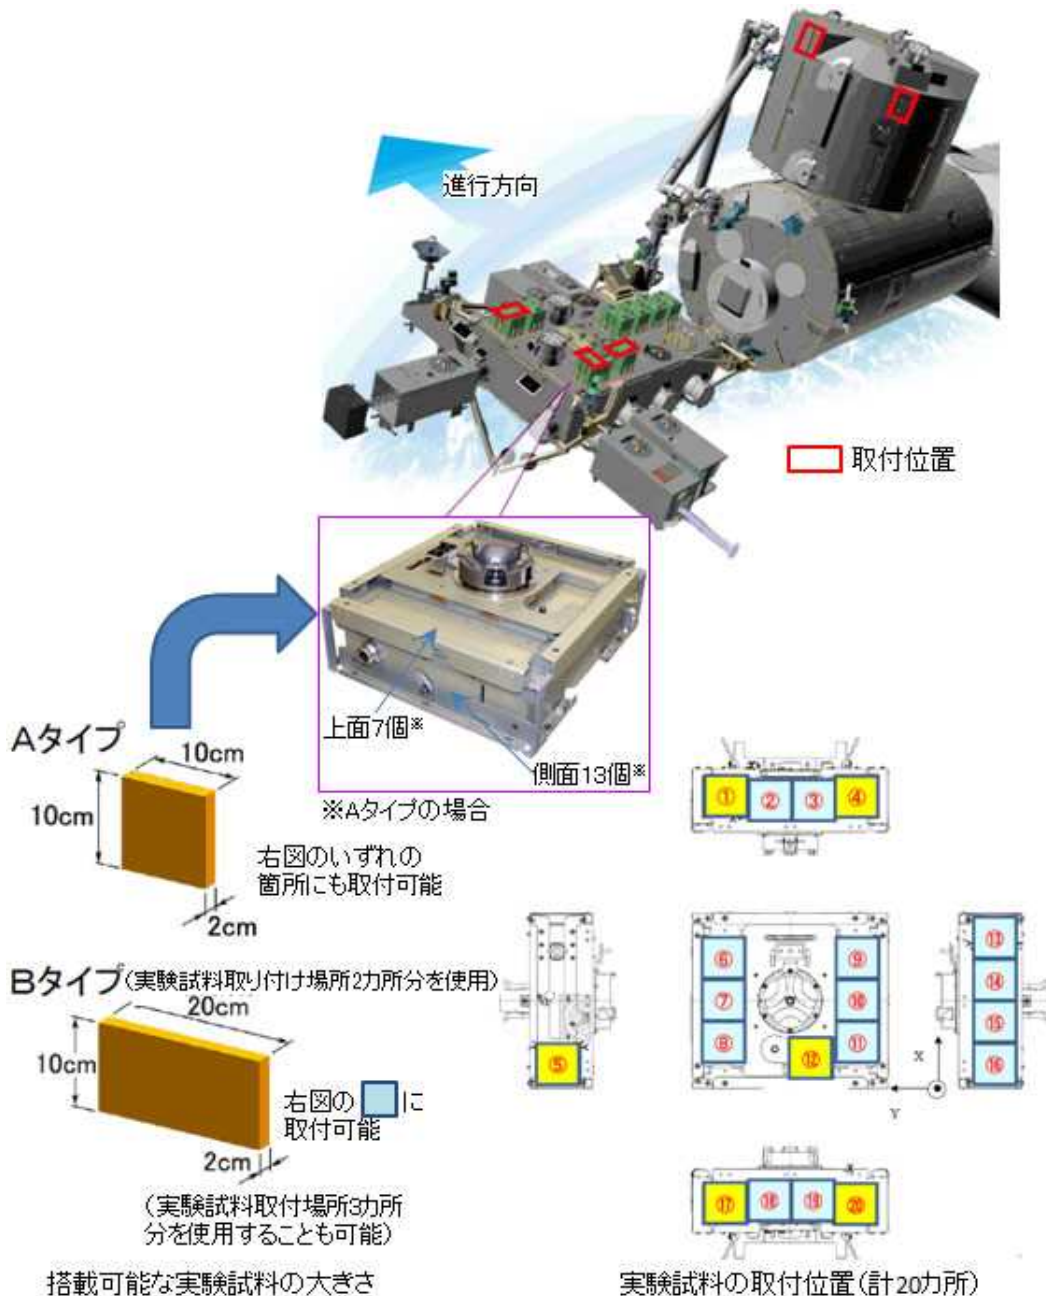 進行方向
取付位置
上面7個※
側面13個※
※Aタイプの場合
Aタイプ
10cm
10cm
2cm
右図のいずれの
箇所にも取付可能
Bタイプ(実験試料取り付け場所2カ所分を使用)
20cm
10cm
2cm
右図の に
取付可能
(実験試料取付場所3カ所
分を使用することも可能)
搭載可能な実験試料の大きさ
① ② ③ ④
⑤
⑥ ⑨
⑦ ⑩
⑧ ⑫ ⑪
⑬
⑭
⑮
⑯
X
Y
⑰ ⑱ ⑲ ⑳
実験試料の取付位置(計20カ所)